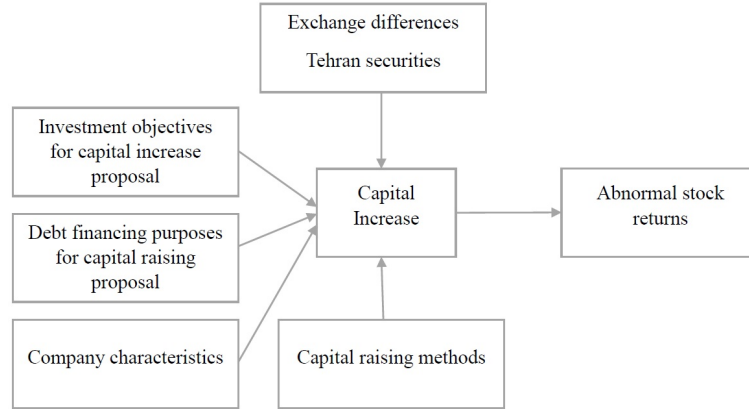 Exchange differences
Tehran securities
Investment objectives
for capital increase
proposal
Debt financing purposes
for capital raising
proposal
Company characteristics
Capital
Increase
Capital raising methods
Abnormal stock
returns